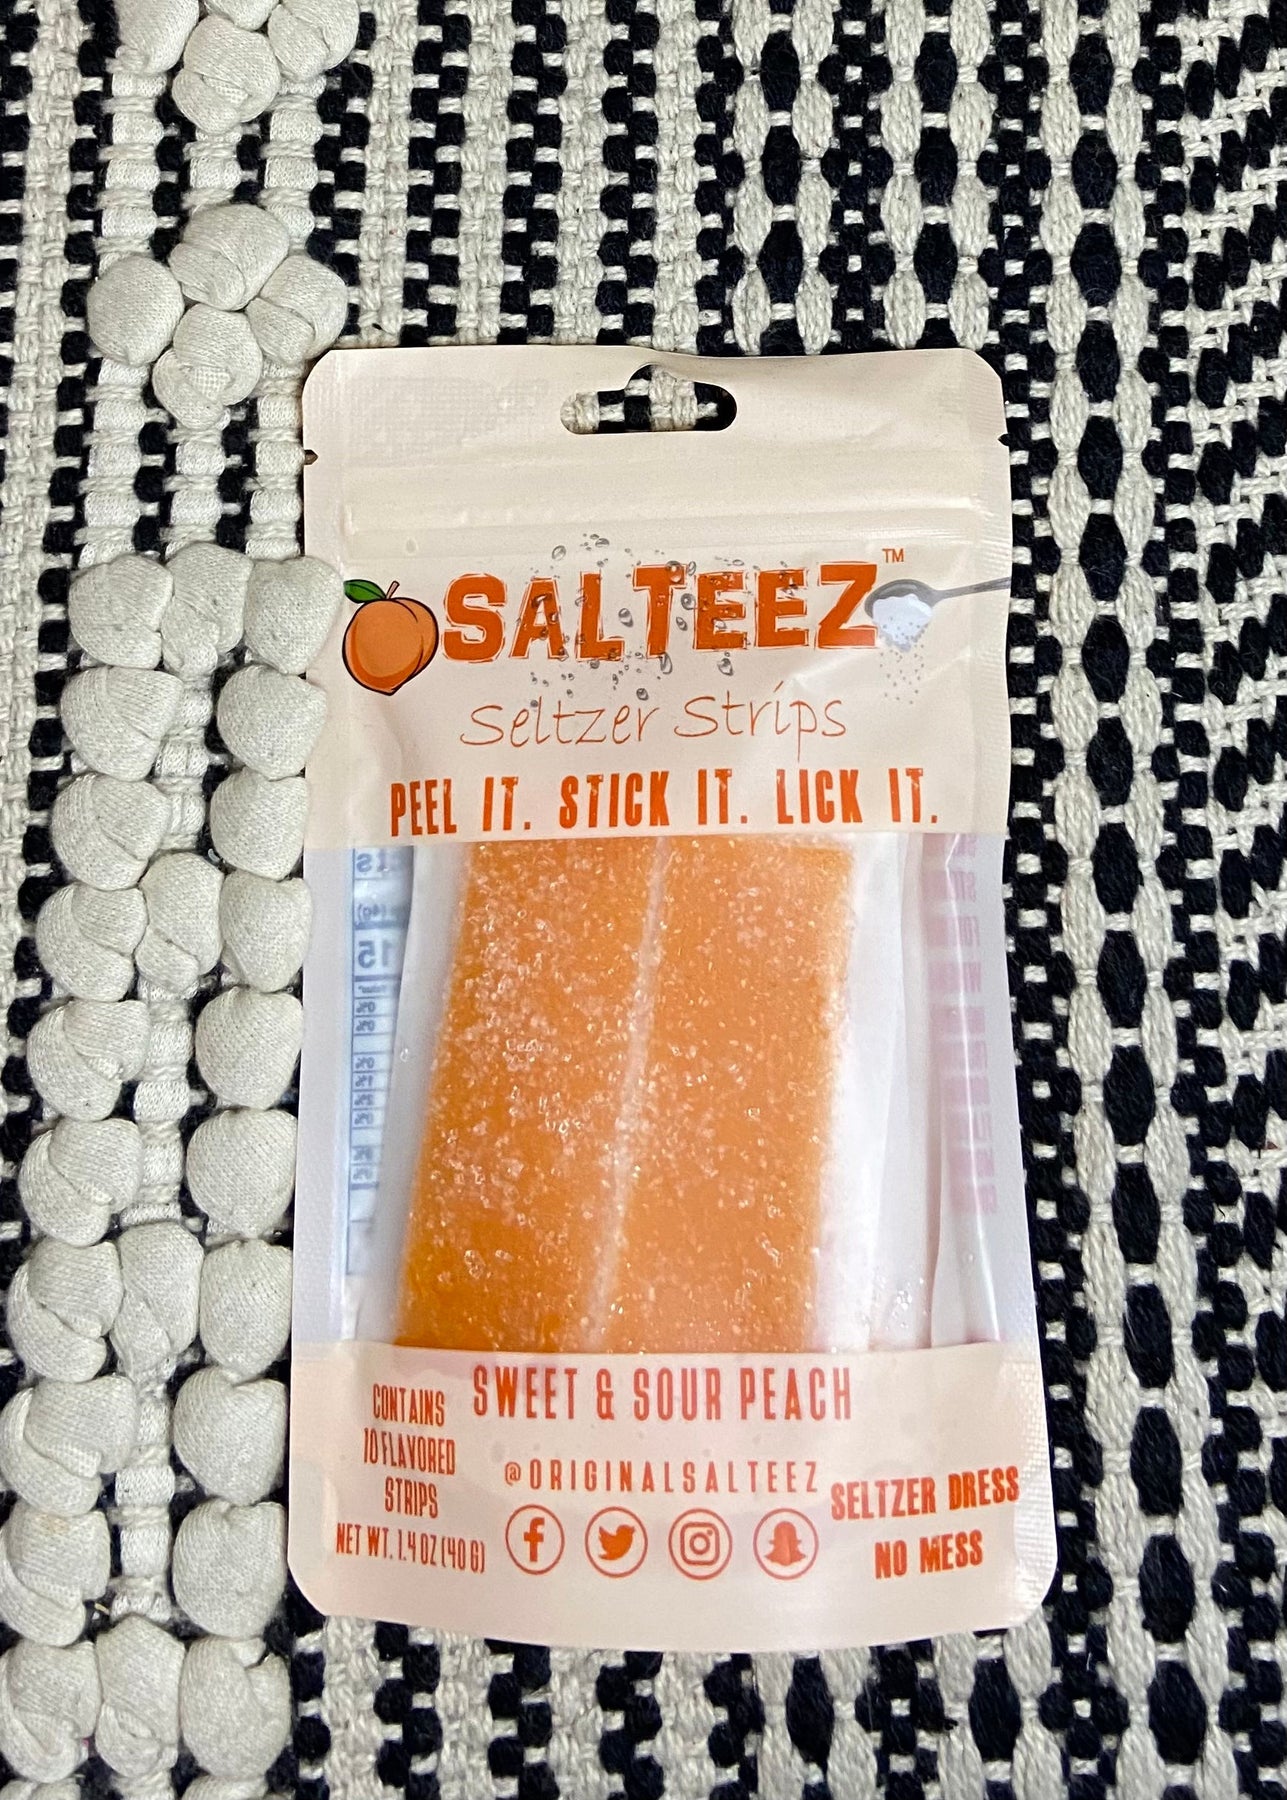 SALTEEZ™
Seltzer Strips
PEEL IT. STICK IT. LICK IT.
SWEET & SOUR PEACH
CONTAINS
10 FLAVORED
STRIPS
NET WT. 1.4 OZ (40 G)
@ORIGINALSALTEEZ
SELTZER DRESS
NO MESS